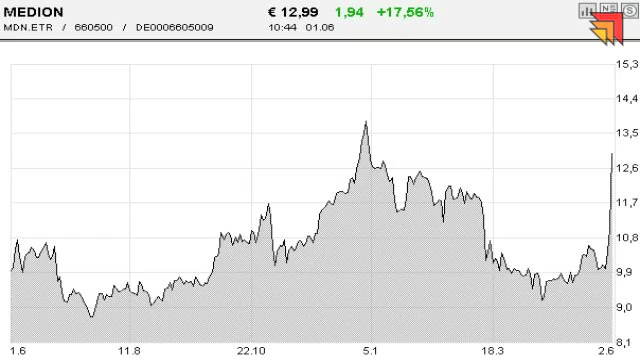 MEDION € 12,99 1,94 +17,56%
MDN.ETR / 660500 / DE0006605009 10:44 01.06
N S
15,3
14,4
13,5
12,6
11,7
10,8
9,9
9,0
8,1
1.6 11.8 22.10 5.1 18.3 2.6